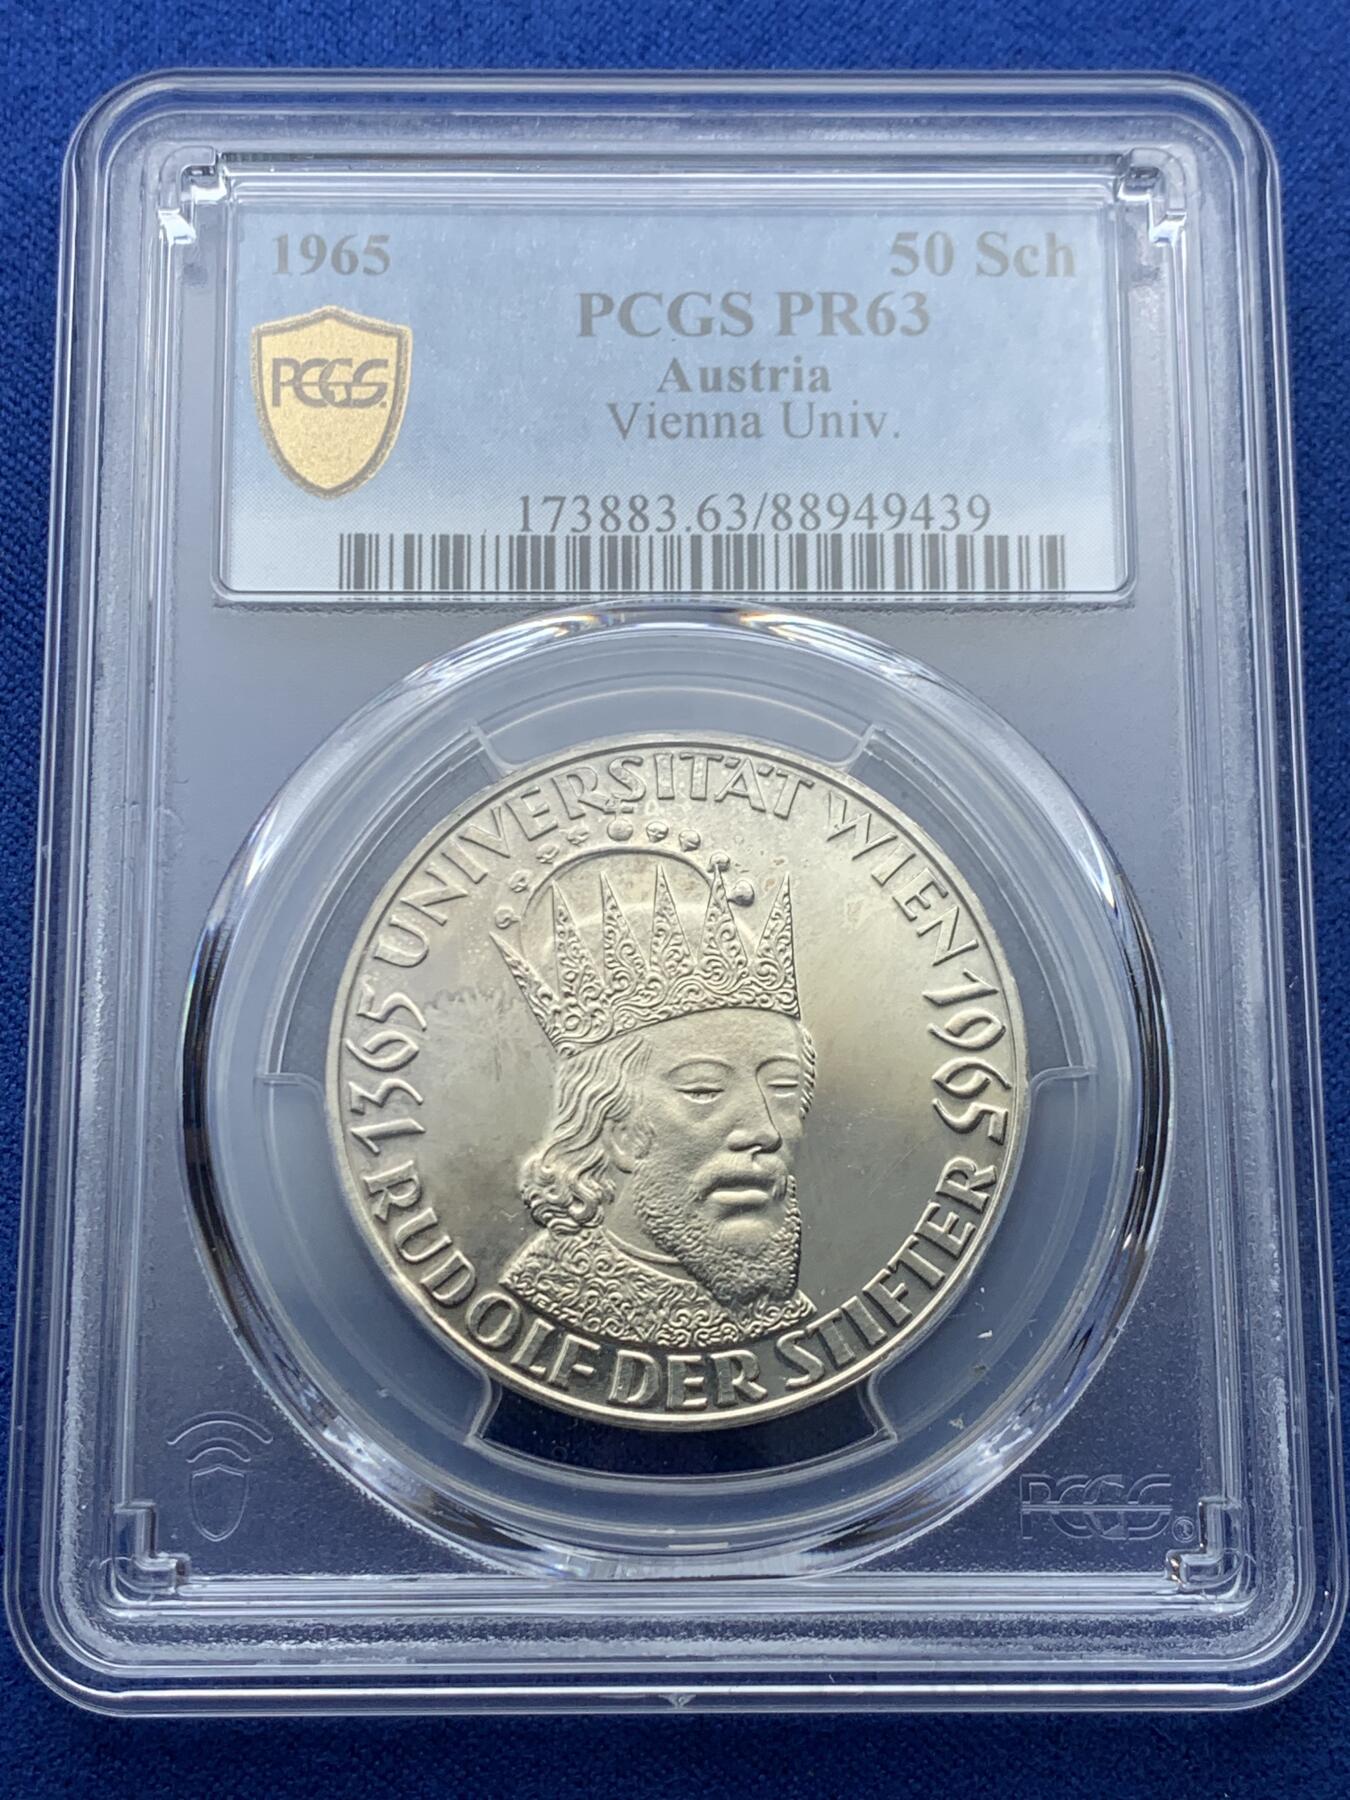 1965 50 Sch
PCGS PR63
PCGS
Austria
Vienna Univ.
173883.63/88949439
1365 UNIVERSITÄT WIEN 1965
RUDOLF DER STIFTER
PCGS